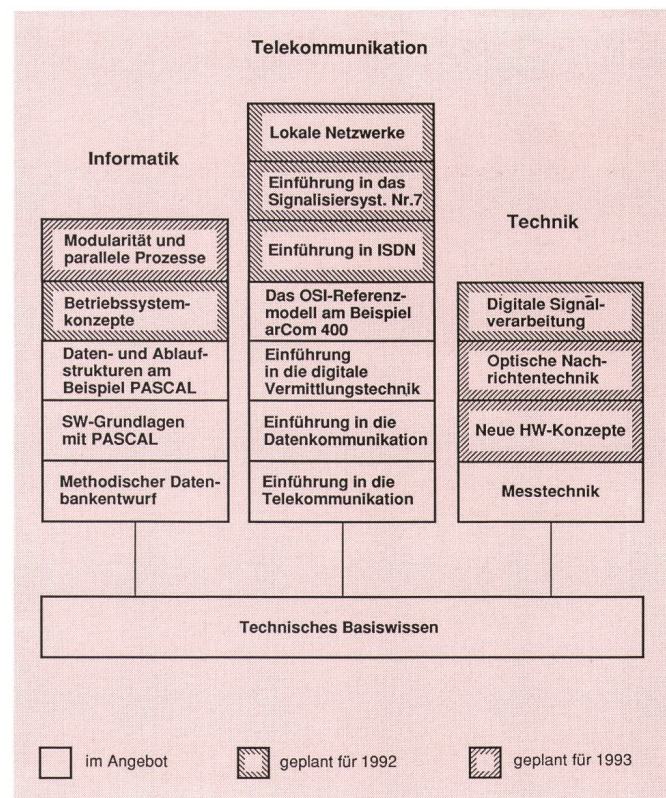 Telekommunikation
Informatik
Technik
Modularität und
parallele Prozesse
Betriebssystem-
konzepte
Daten- und Ablauf-
strukturen am
Beispiel PASCAL
SW-Grundlagen
mit PASCAL
Methodischer Daten-
bankentwurf
Lokale Netzwerke
Einführung in das
Signalisiersyst. Nr.7
Einführung in ISDN
Das OSI-Referenz-
modell am Beispiel
arCom 400
Einführung
in die digitale
Vermittlungstechnik
Einführung in die
Datenkommunikation
Einführung in die
Telekommunikation
Digitale Signal-
verarbeitung
Optische Nach-
richtentechnik
Neue HW-Konzepte
Messtechnik
Technisches Basiswissen
im Angebot
geplant für 1992
geplant für 1993